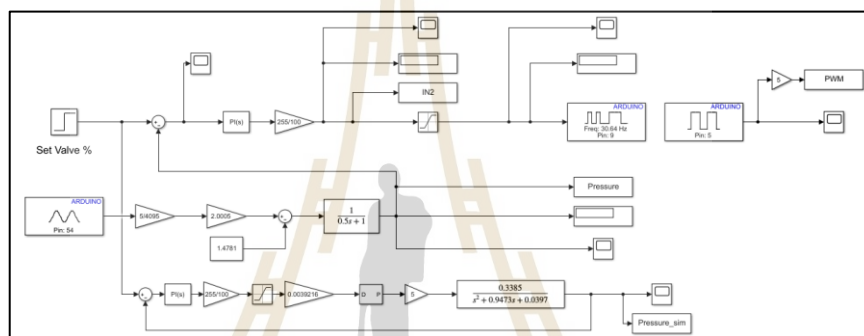 IN2
PI(s)
255/100
ARDUINO
Freq: 30.64 Hz
Pin: 9
ARDUINO
Pin: 5
5
PWM
Set Valve %
ARDUINO
Pin: 54
5/4095
2.0005
1.4781
1
0.5s + 1
Pressure
PI(s)
255/100
0.0039216
D P
5
0.3385
s² + 0.9473s + 0.0397
Pressure_sim